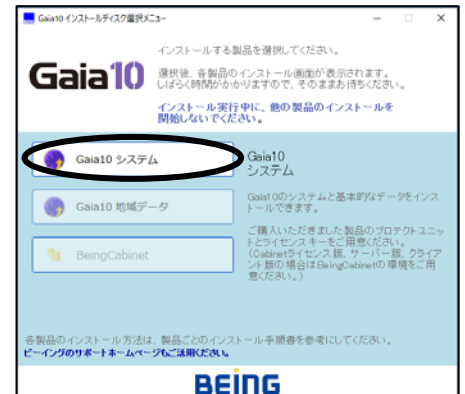 Gaia10 インストールディスク選択メニュー
インストールする製品を選択してください。
Gaia10
選択後、各製品のインストール画面が表示されます。
しばらく時間がかかりますので、そのままお待ちください。
インストール実行中に、他の製品のインストールを
開始しないでください。
Gaia10 システム
Gaia10 地域データ
BeingCabinet
Gaia10
システム
Gaia10のシステムと基本的なデータをインス
トールできます。
ご購入いただきました製品のプロテクトユニッ
トとライセンスキーをご用意ください。
(Cabinetライセンス版、サーバー版、クライア
ント版の場合はBeingCabinetの環境をご用
意ください。)
各製品のインストール方法は、製品ごとのインストール手順書を参考にしてください。
ビーイングのサポートホームページもご活用ください。
BEING